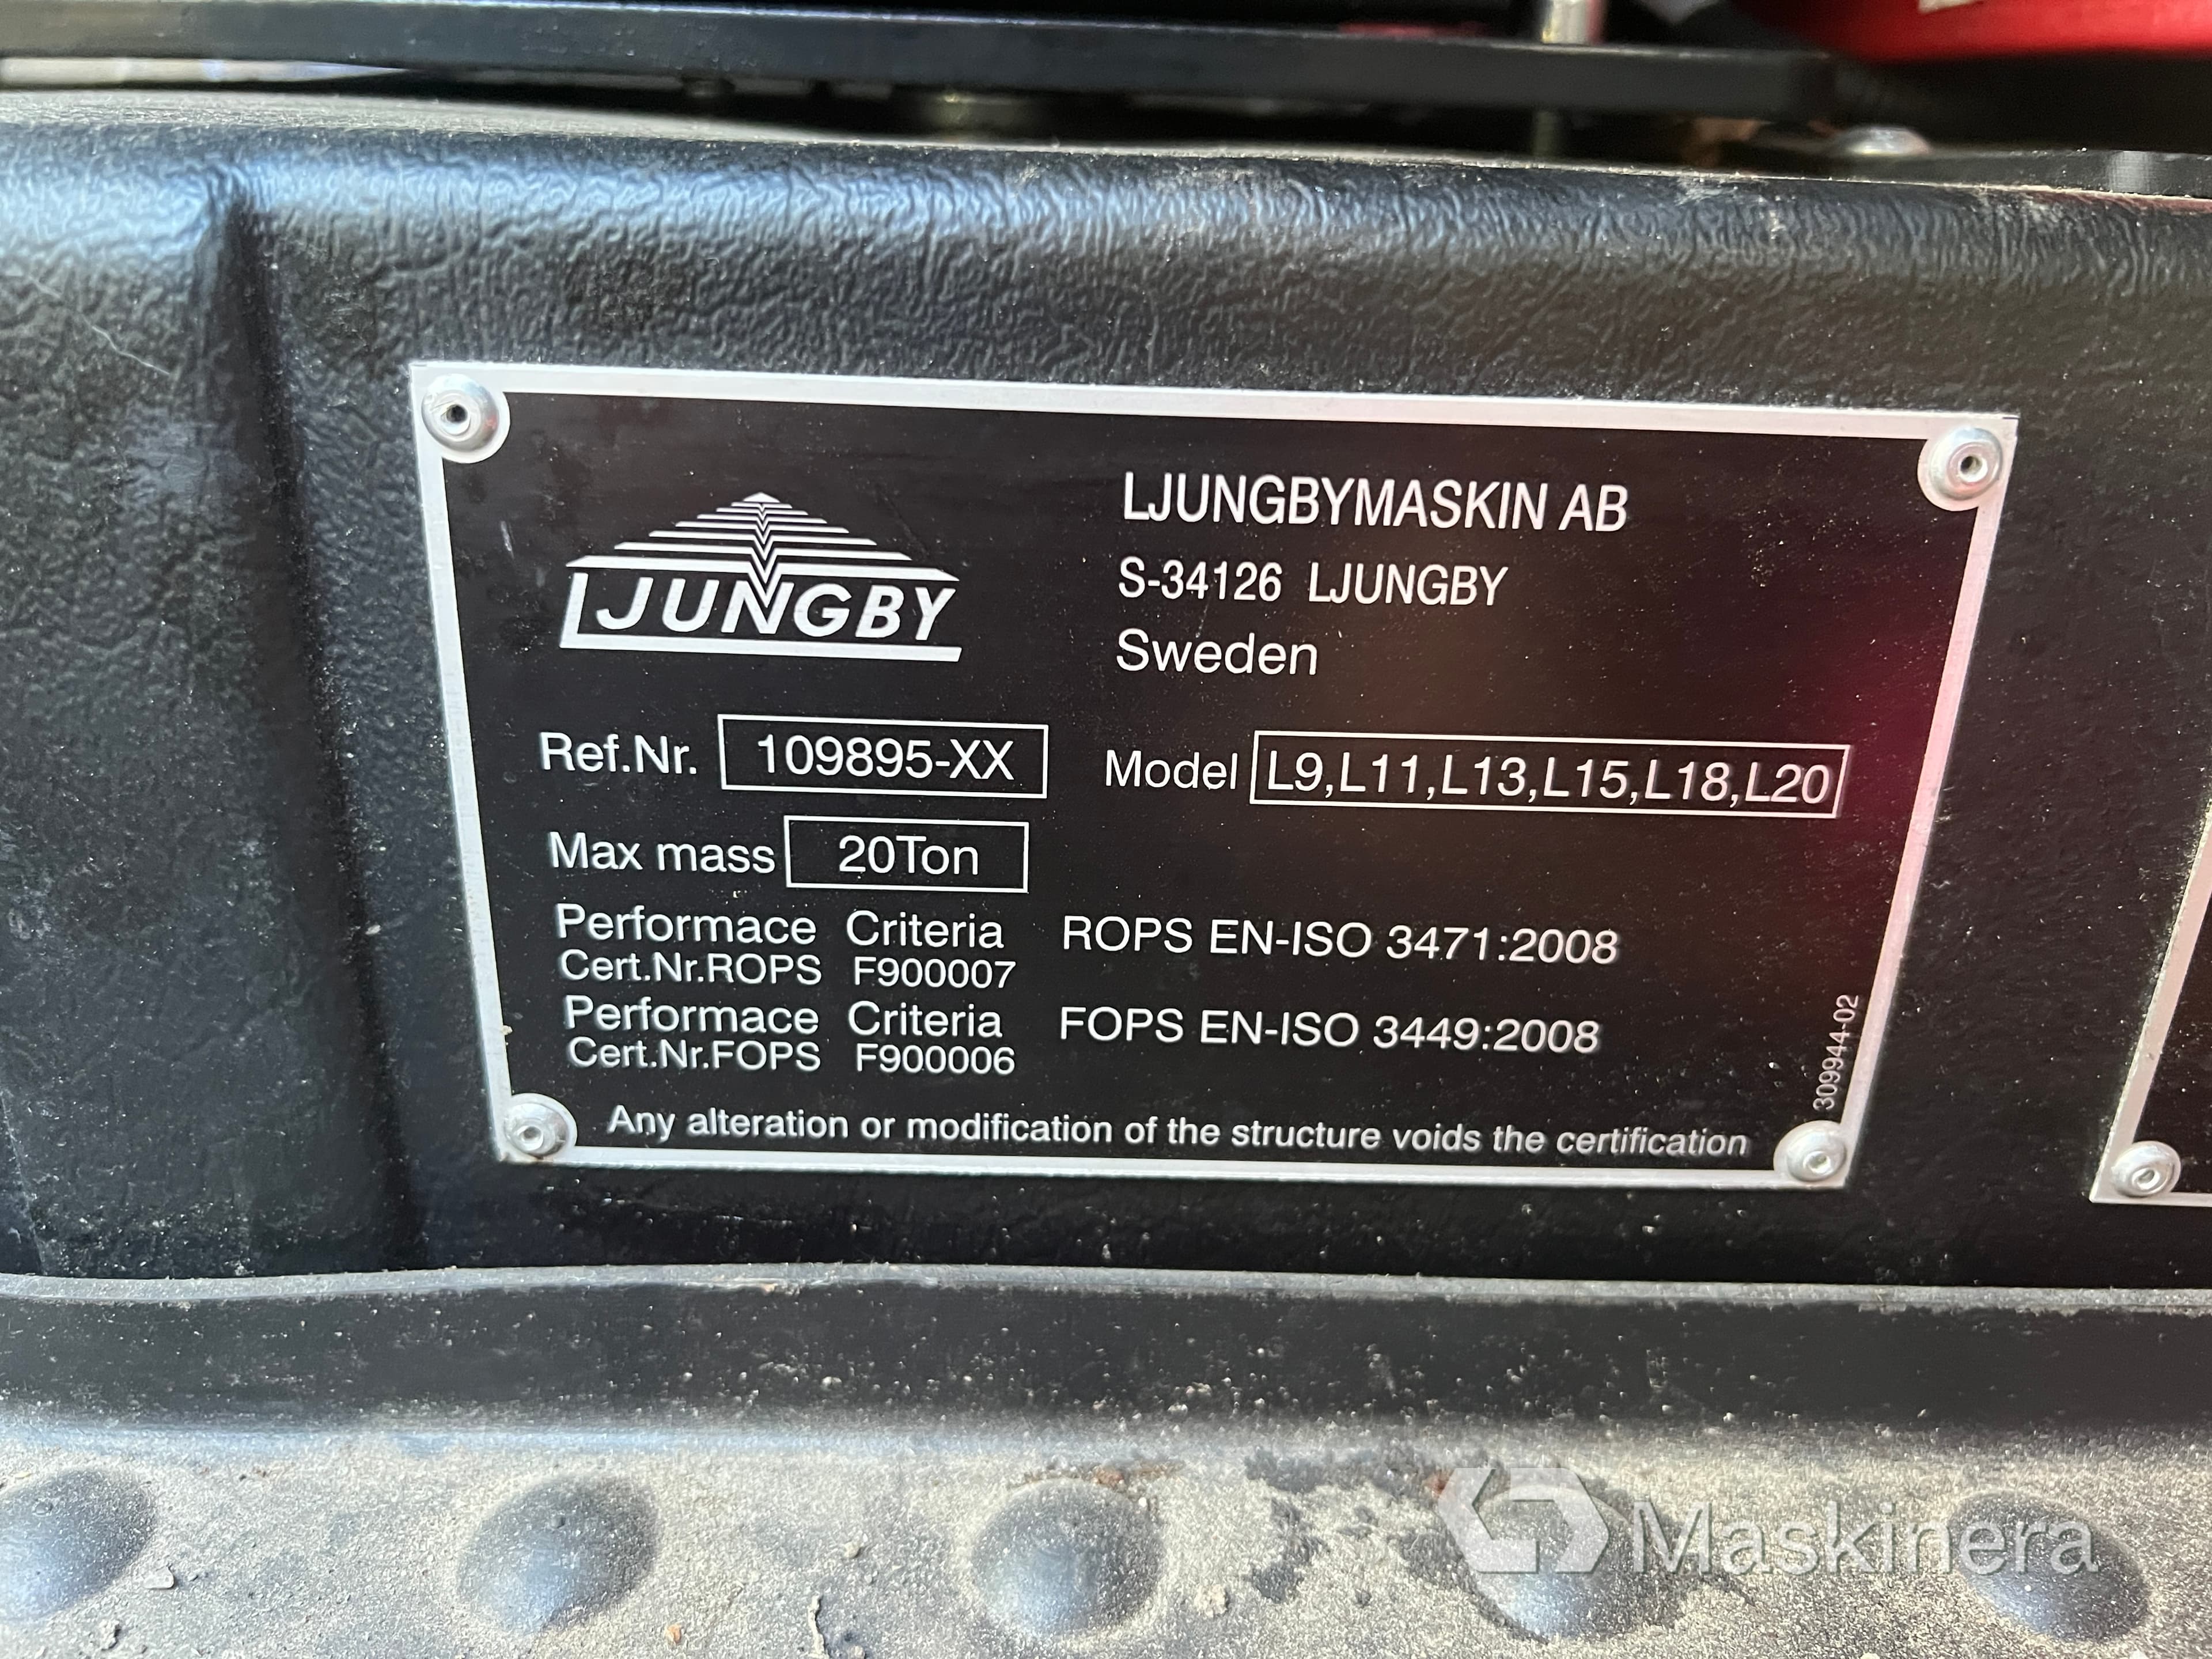 LJUNGBY
LJUNGBYMASKIN AB
S-34126 LJUNGBY
Sweden
Ref.Nr. 109895-XX Model L9,L11,L13,L15,L18,L20
Max mass 20Ton
Performace Criteria ROPS EN-ISO 3471:2008
Cert.Nr.ROPS F900007
Performace Criteria FOPS EN-ISO 3449:2008
Cert.Nr.FOPS F900006
Any alteration or modification of the structure voids the certification
309944-02
Maskinera